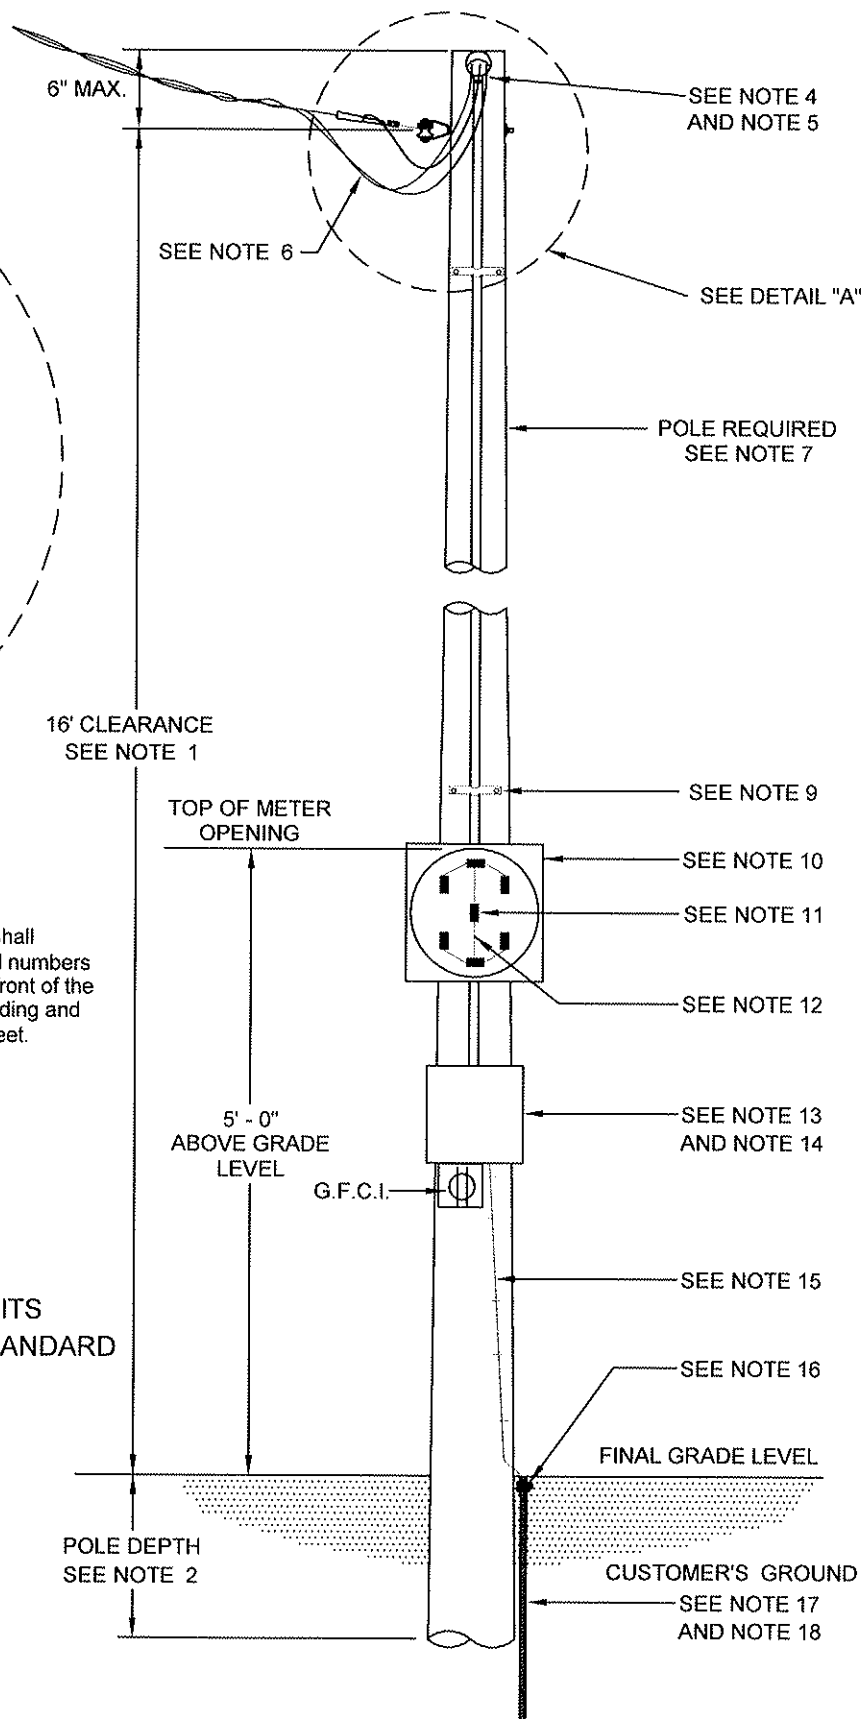 6" MAX.
SEE NOTE 4
AND NOTE 5
SEE NOTE 6
SEE DETAIL "A"
POLE REQUIRED
SEE NOTE 7
16' CLEARANCE
SEE NOTE 1
SEE NOTE 9
TOP OF METER
OPENING
SEE NOTE 10
SEE NOTE 11
shall
numbers
front of the
ding and
eet.
SEE NOTE 12
5' - 0"
ABOVE GRADE
LEVEL
SEE NOTE 13
AND NOTE 14
G.F.C.I.
SEE NOTE 15
ITS
ANDARD
SEE NOTE 16
FINAL GRADE LEVEL
POLE DEPTH
SEE NOTE 2
CUSTOMER'S GROUND
SEE NOTE 17
AND NOTE 18